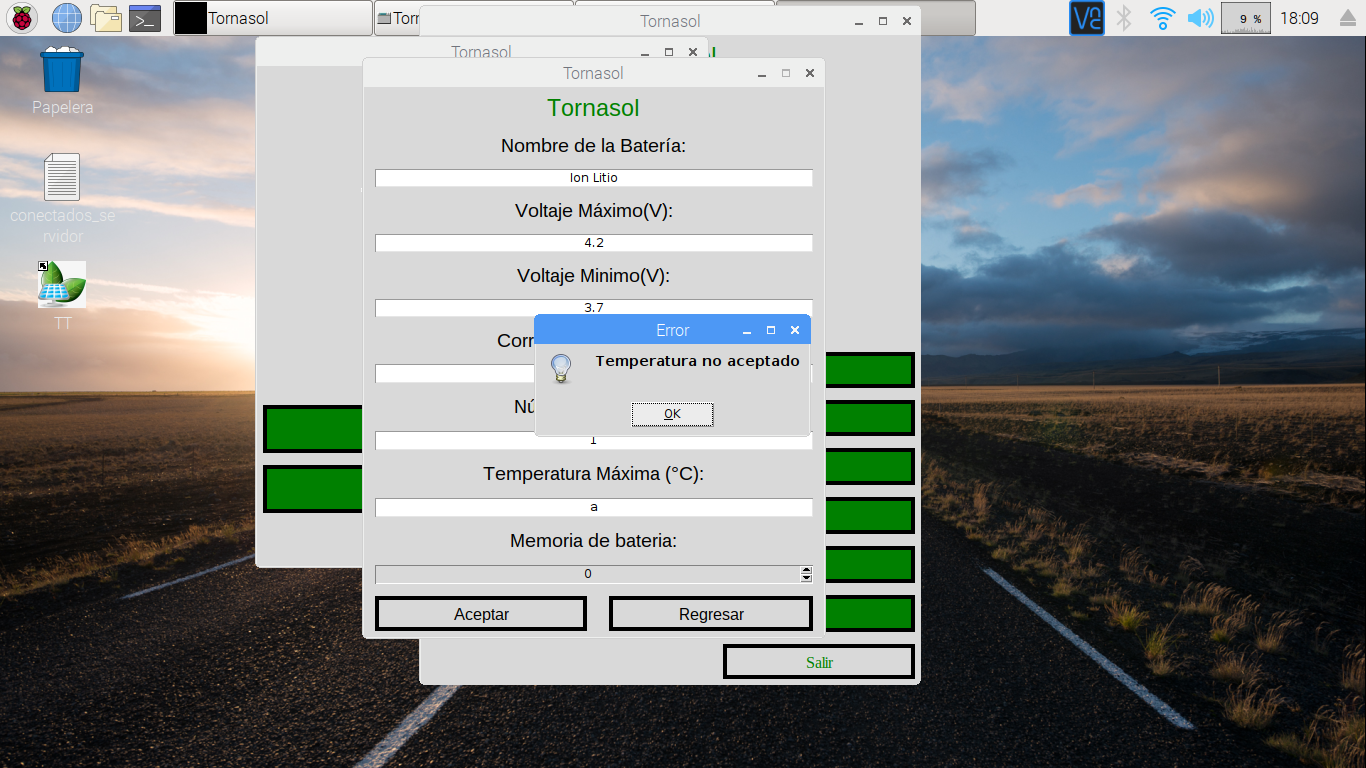 Tornasol
Torn
Tornasol
9 %
18:09
Tornasol
Tornasol
Papelera
conectados_se
rvidor
TT
Tornasol
Nombre de la Batería:
Ion Litio
Voltaje Máximo(V):
4.2
Voltaje Minimo(V):
3.7
Corr
Error
Temperatura no aceptado
OK
Nú
1
Temperatura Máxima (°C):
a
Memoria de bateria:
0
Aceptar
Regresar
Salir